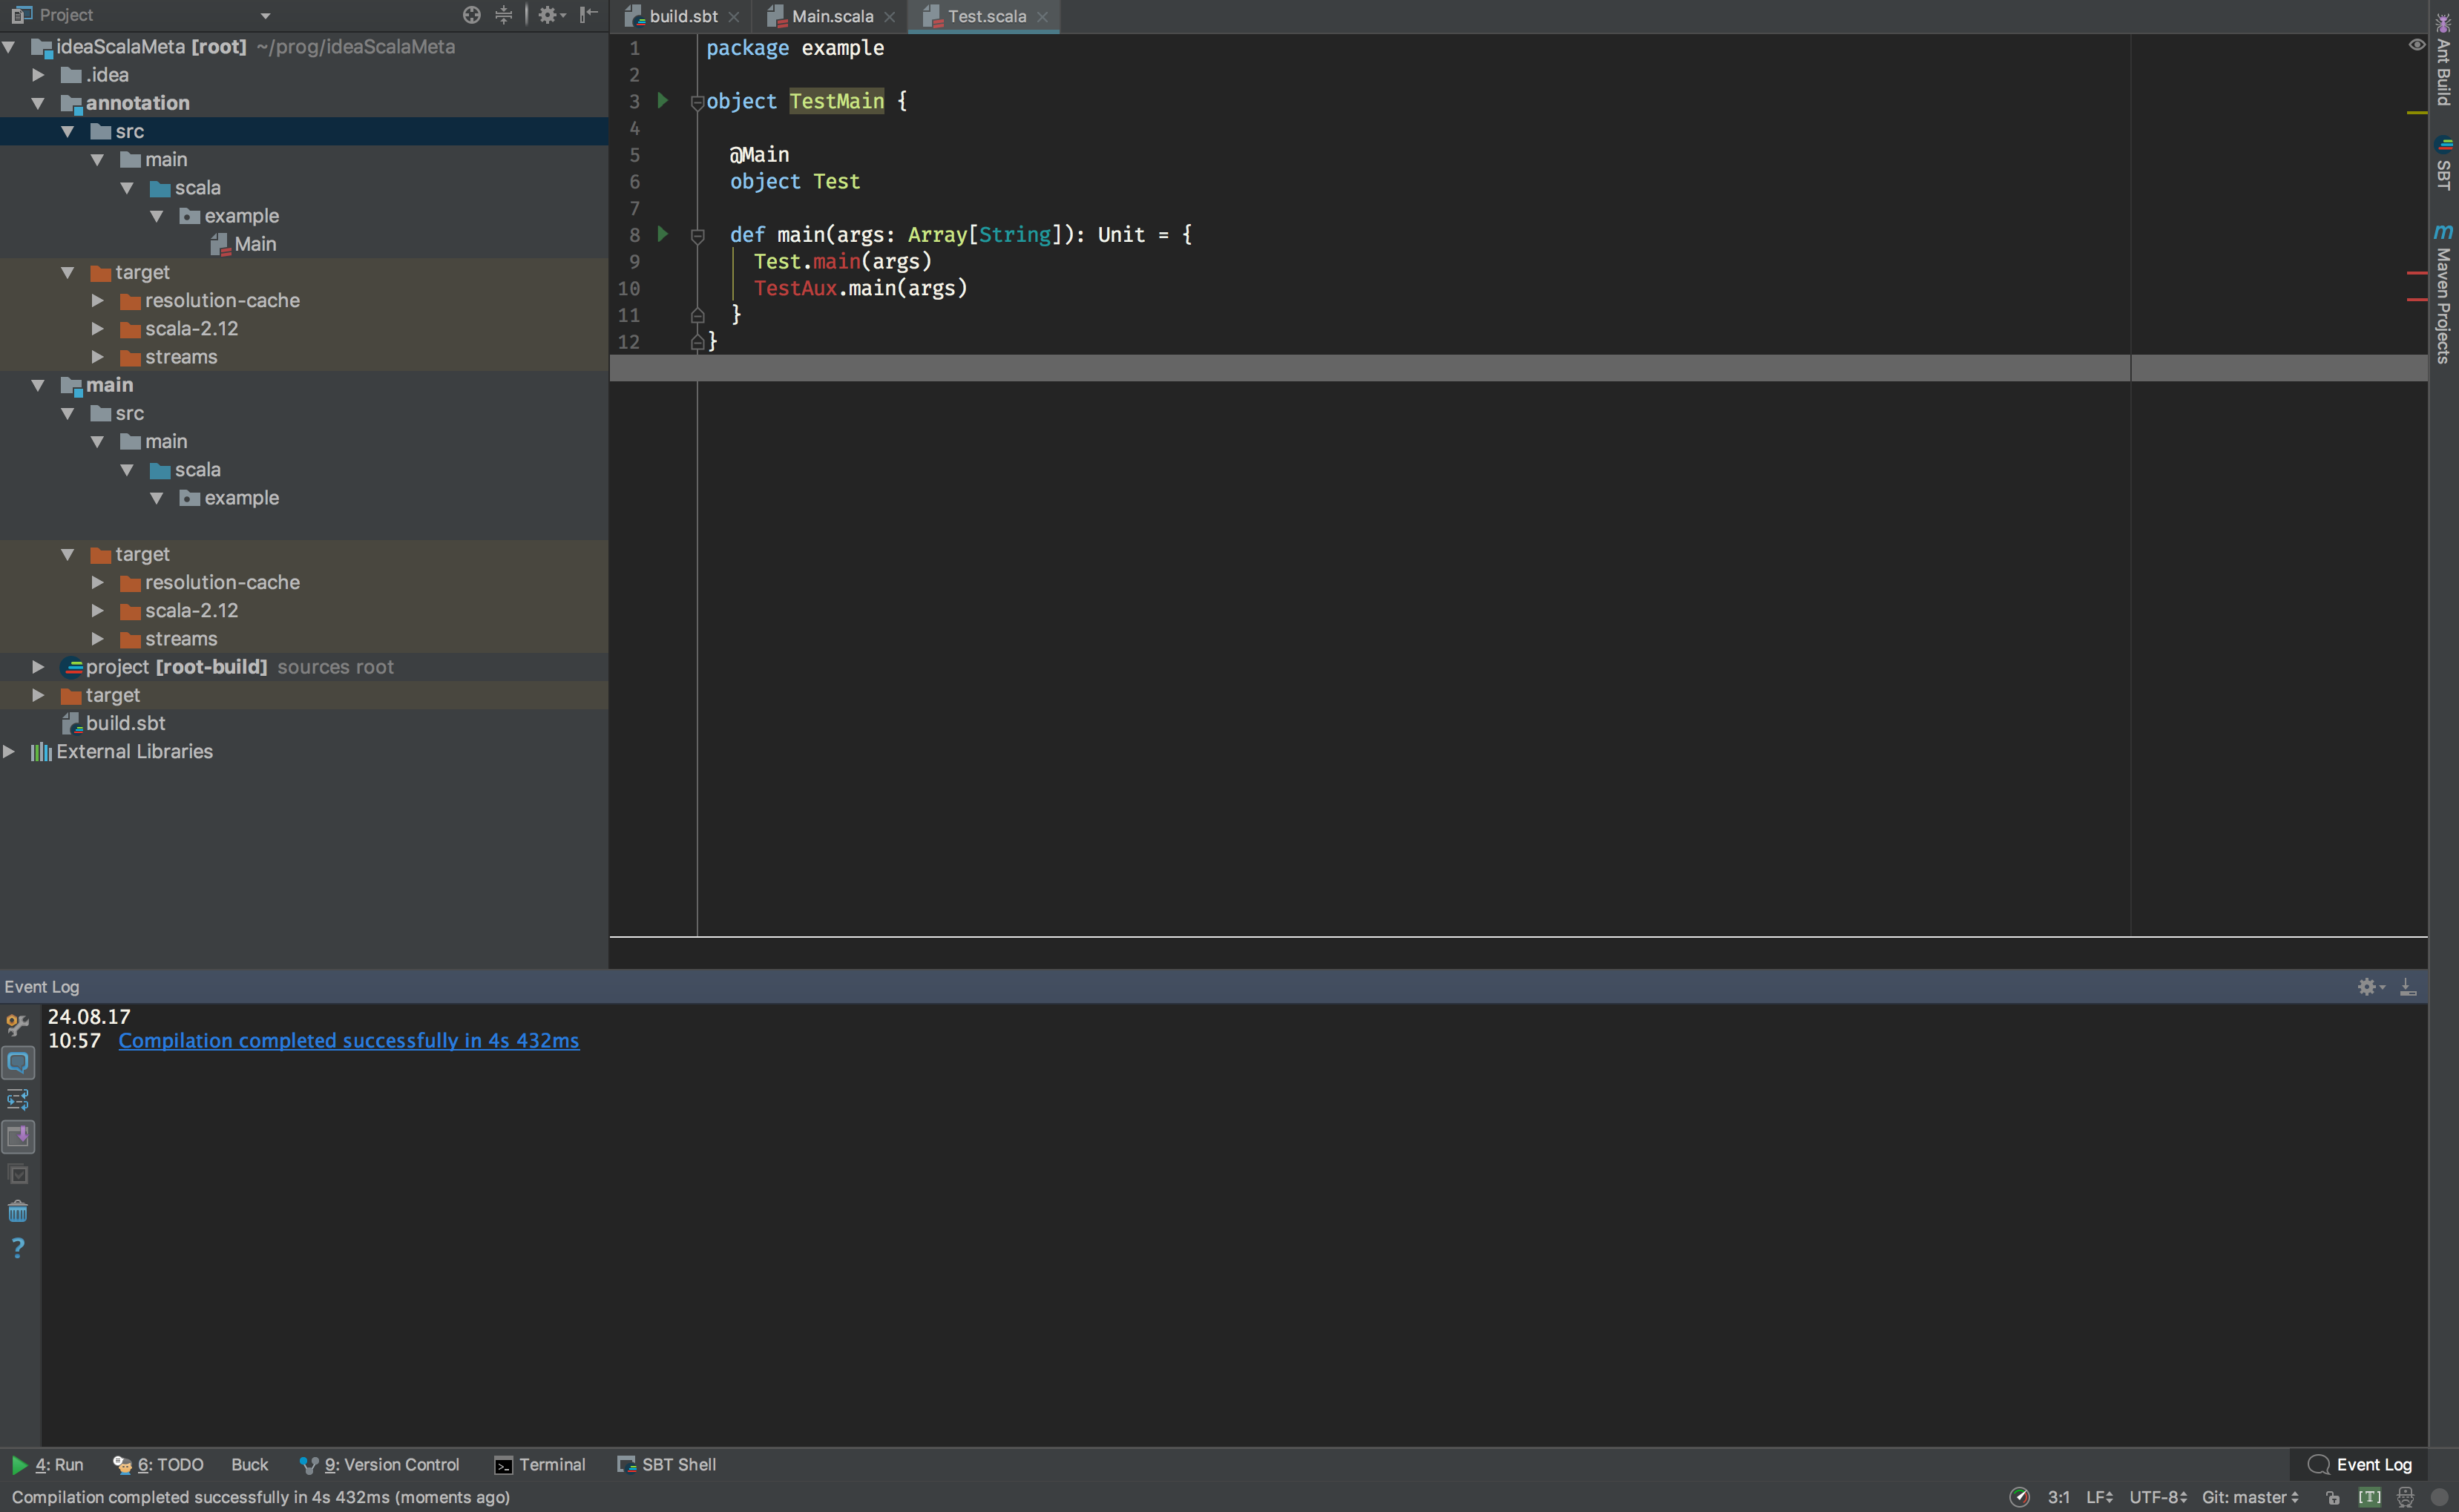 Project
ideaScalaMeta [root] ~/prog/ideaScalaMeta
.idea
annotation
src
main
scala
example
Main
target
resolution-cache
scala-2.12
streams
main
src
main
scala
example
target
resolution-cache
scala-2.12
streams
project [root-build] sources root
target
build.sbt
External Libraries
build.sbt
Main.scala
Test.scala
1 package example
2
3 object TestMain {
4
5 @Main
6 object Test
7
8 def main(args: Array[String]): Unit = {
9 Test.main(args)
10 TestAux.main(args)
11 }
12 }
Ant Build
SBT
m Maven Projects
Event Log
24.08.17
10:57 Compilation completed successfully in 4s 432ms
?
4: Run
6: TODO
Buck
9: Version Control
Terminal
SBT Shell
Event Log
Compilation completed successfully in 4s 432ms (moments ago)
3:1 LF UTF-8 Git: master [T]